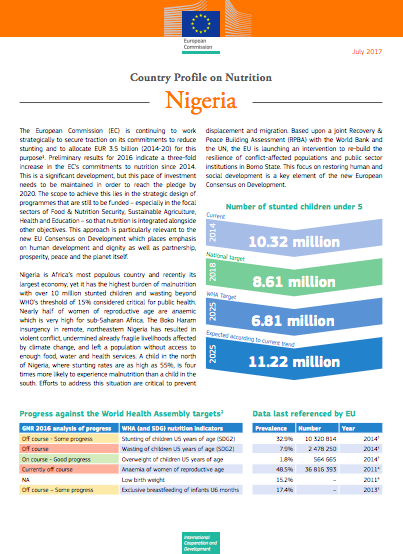 European
Commission
July 2017
Country Profile on Nutrition
Nigeria
The European Commission (EC) is continuing to work
strategically to secure traction on its commitments to reduce
stunting and to allocate EUR 3.5 billion (2014-20) for this
purpose¹. Preliminary results for 2016 indicate a three-fold
increase in the EC's commitments to nutrition since 2014.
This is a significant development, but this pace of investment
needs to be maintained in order to reach the pledge by
2020. The scope to achieve this lies in the strategic design of
programmes that are still to be funded – especially in the focal
sectors of Food & Nutrition Security, Sustainable Agriculture,
Health and Education – so that nutrition is integrated alongside
other objectives. This approach is particularly relevant to the
new EU Consensus on Development which places emphasis
on human development and dignity as well as partnership,
prosperity, peace and the planet itself.
Nigeria is Africa's most populous country and recently its
largest economy, yet it has the highest burden of malnutrition
with over 10 million stunted children and wasting beyond
WHO's threshold of 15% considered critical for public health.
Nearly half of women of reproductive age are anaemic
which is very high for sub-Saharan Africa. The Boko Haram
insurgency in remote, northeastern Nigeria has resulted in
violent conflict, undermined already fragile livelihoods affected
by climate change, and left a population without access to
enough food, water and health services. A child in the north
of Nigeria, where stunting rates are as high as 55%, is four
times more likely to experience malnutrition than a child in the
south. Efforts to address this situation are critical to prevent
displacement and migration. Based upon a joint Recovery &
Peace Building Assessment (RPBA) with the World Bank and
the UN, the EU is launching an intervention to re-build the
resilience of conflict-affected populations and public sector
institutions in Borno State. This focus on restoring human and
social development is a key element of the new European
Consensus on Development.
Number of stunted children under 5
Current
2014
10.32 million
National target
2018
8.61 million
WHA Target
2025
6.81 million
Expected according to current trend
2025
11.22 million
Progress against the World Health Assembly targets²
GNR 2016 analysis of progress WHA (and SDG) nutrition indicators
Off course - Some progress Stunting of children U5 years of age (SDG2)
Off course Wasting of children U5 years of age (SDG2)
On course - Good progress Overweight of children U5 years of age
Currently off course Anaemia of women of reproductive age
NA Low birth weight
Off course - Some progress Exclusive breastfeeding of infants U6 months
Data last referenced by EU
Prevalence Number Year
32.9% 10 320 814 2014³
7.9% 2 478 250 2014³
1.8% 564 665 2014³
48.5% 36 816 393 2011⁴
15.2% – 2011⁴
17.4% – 2013⁵
International
Cooperation and
Development